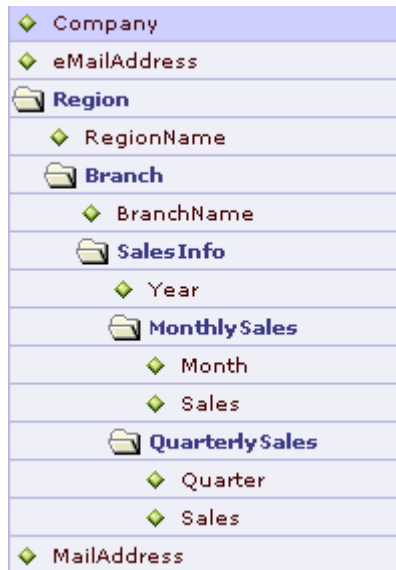 Company
eMailAddress
Region
RegionName
Branch
BranchName
SalesInfo
Year
MonthlySales
Month
Sales
QuarterlySales
Quarter
Sales
MailAddress